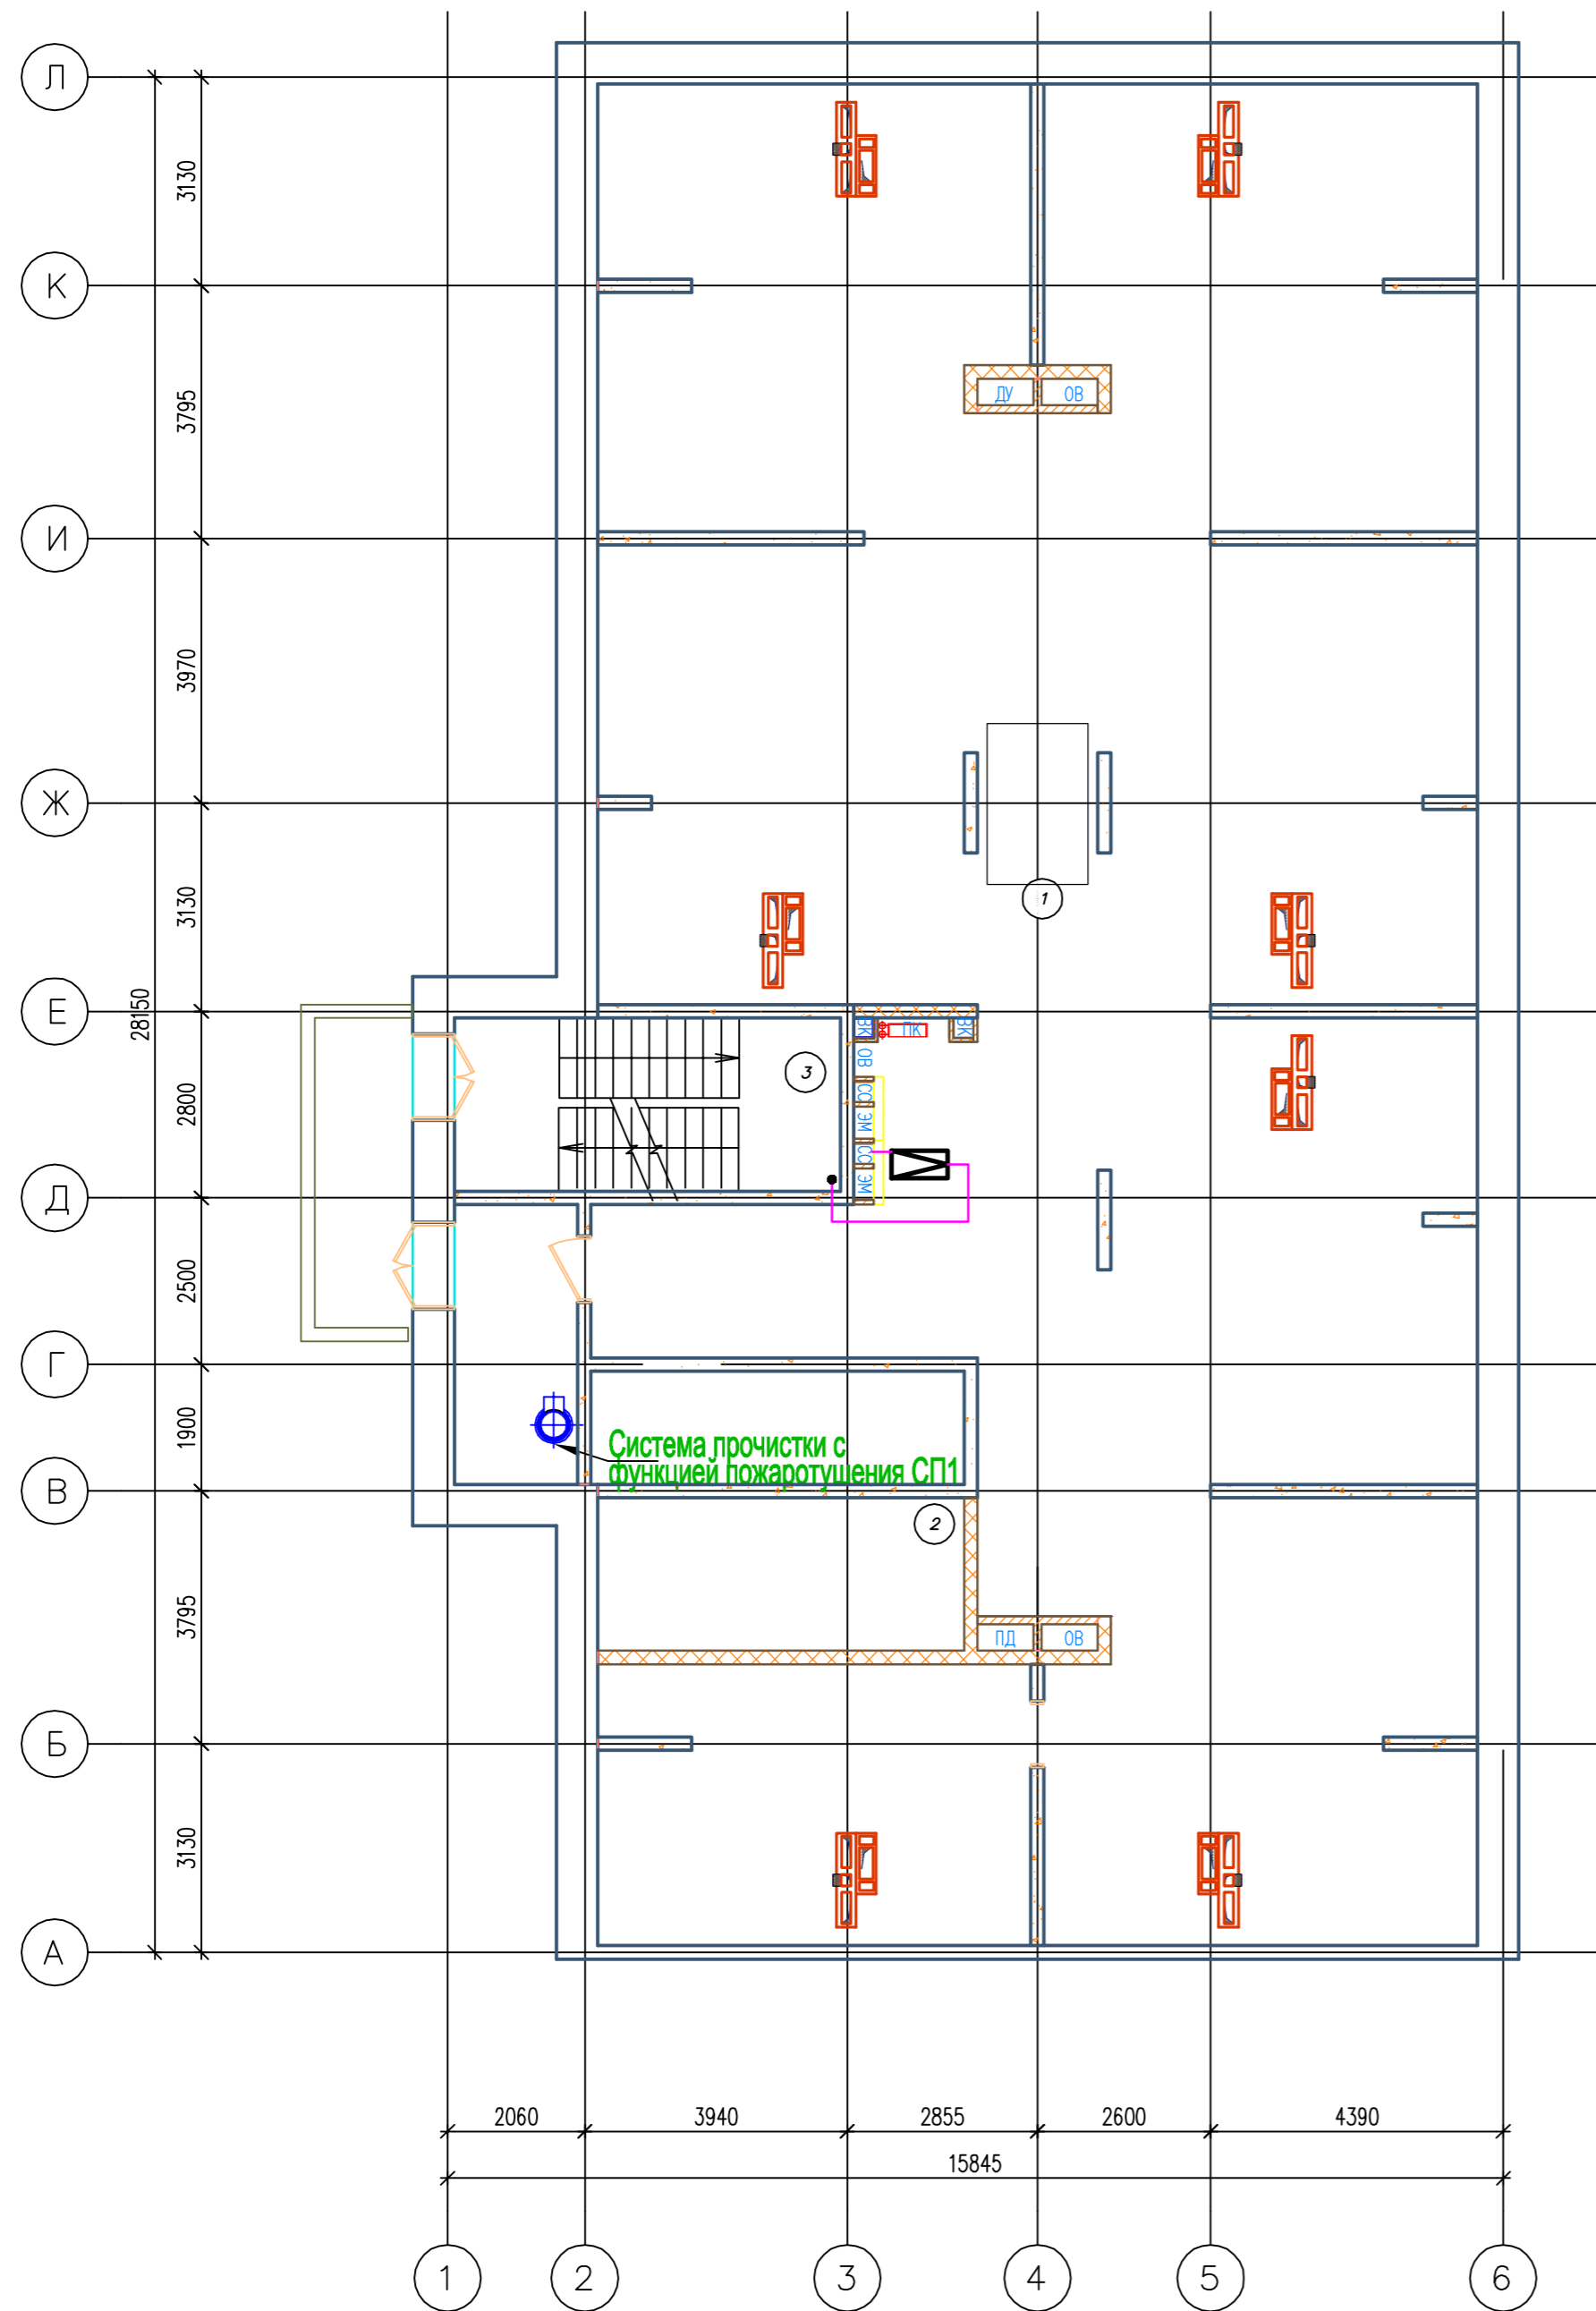 Л
3130
К
3795
ДУ ОВ
И
3970
Ж
3130
1
28150
Е
ВК ПК ВК
ОВ
3
СС
2800
ЭМ
СС
ЭМ
Д
2500
Г
1900
Система прочистки с
функцией пожаротушения СП1
В
2
3795
ПД ОВ
Б
3130
А
2060 3940 2855 2600 4390
15845
1 2 3 4 5 6